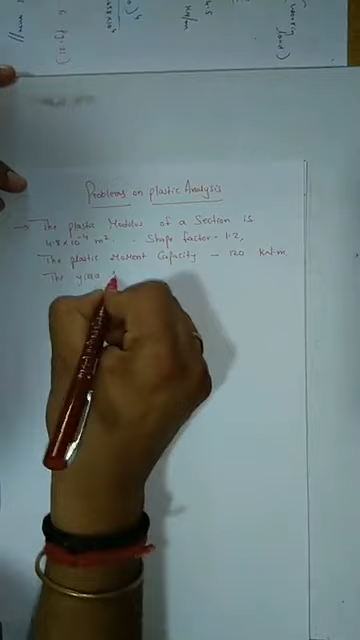 Problems on plastic Analysis
→ The plastic Modulus of a Section is
4.8 x 10⁻⁴ m². Shape factor - 1.2,
The plastic Moment Capacity - 120 kN-m.
The yield